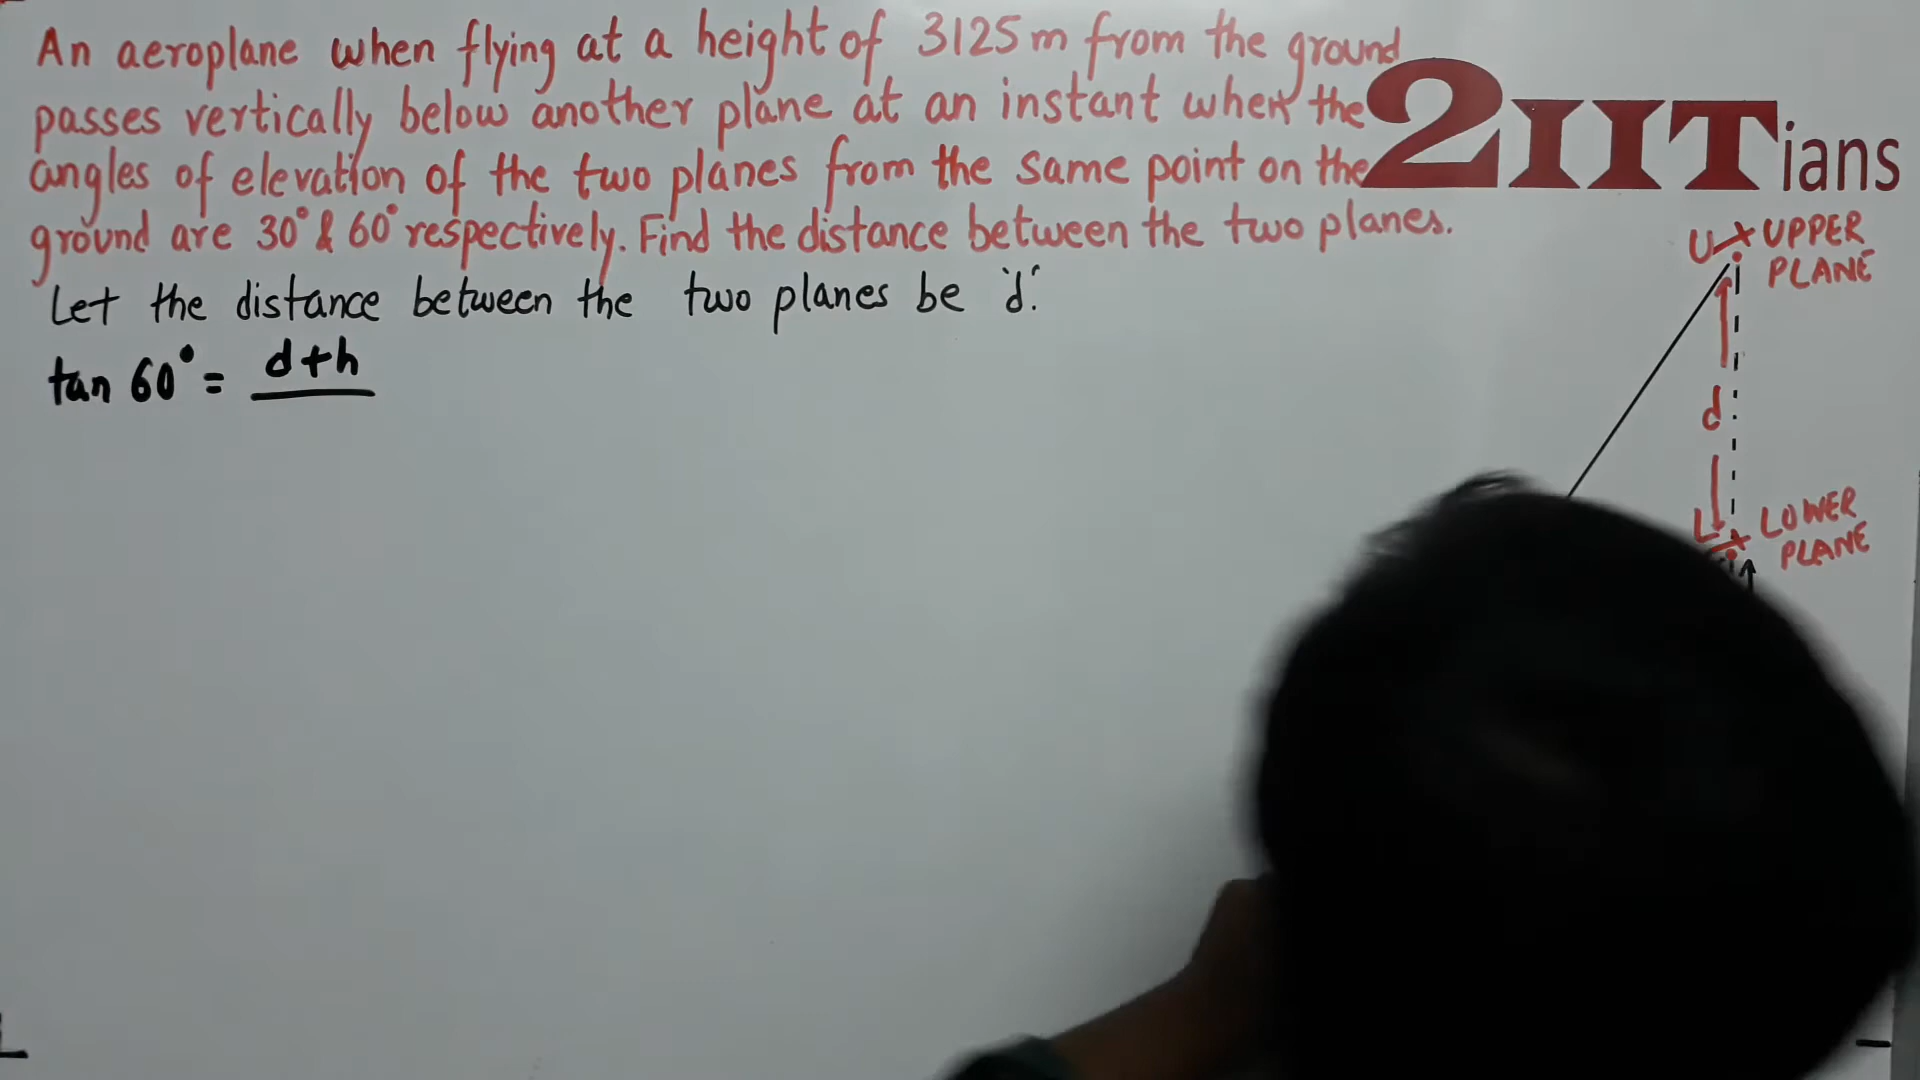 An aeroplane when flying at a height of 3125 m from the ground
passes vertically below another plane at an instant when the
angles of elevation of the two planes from the same point on the
ground are 30° & 60° respectively. Find the distance between the two planes.
2IITians
Let the distance between the two planes be 'd'.
tan 60° = d+h
U UPPER
PLANE
d
L LOWER
PLANE